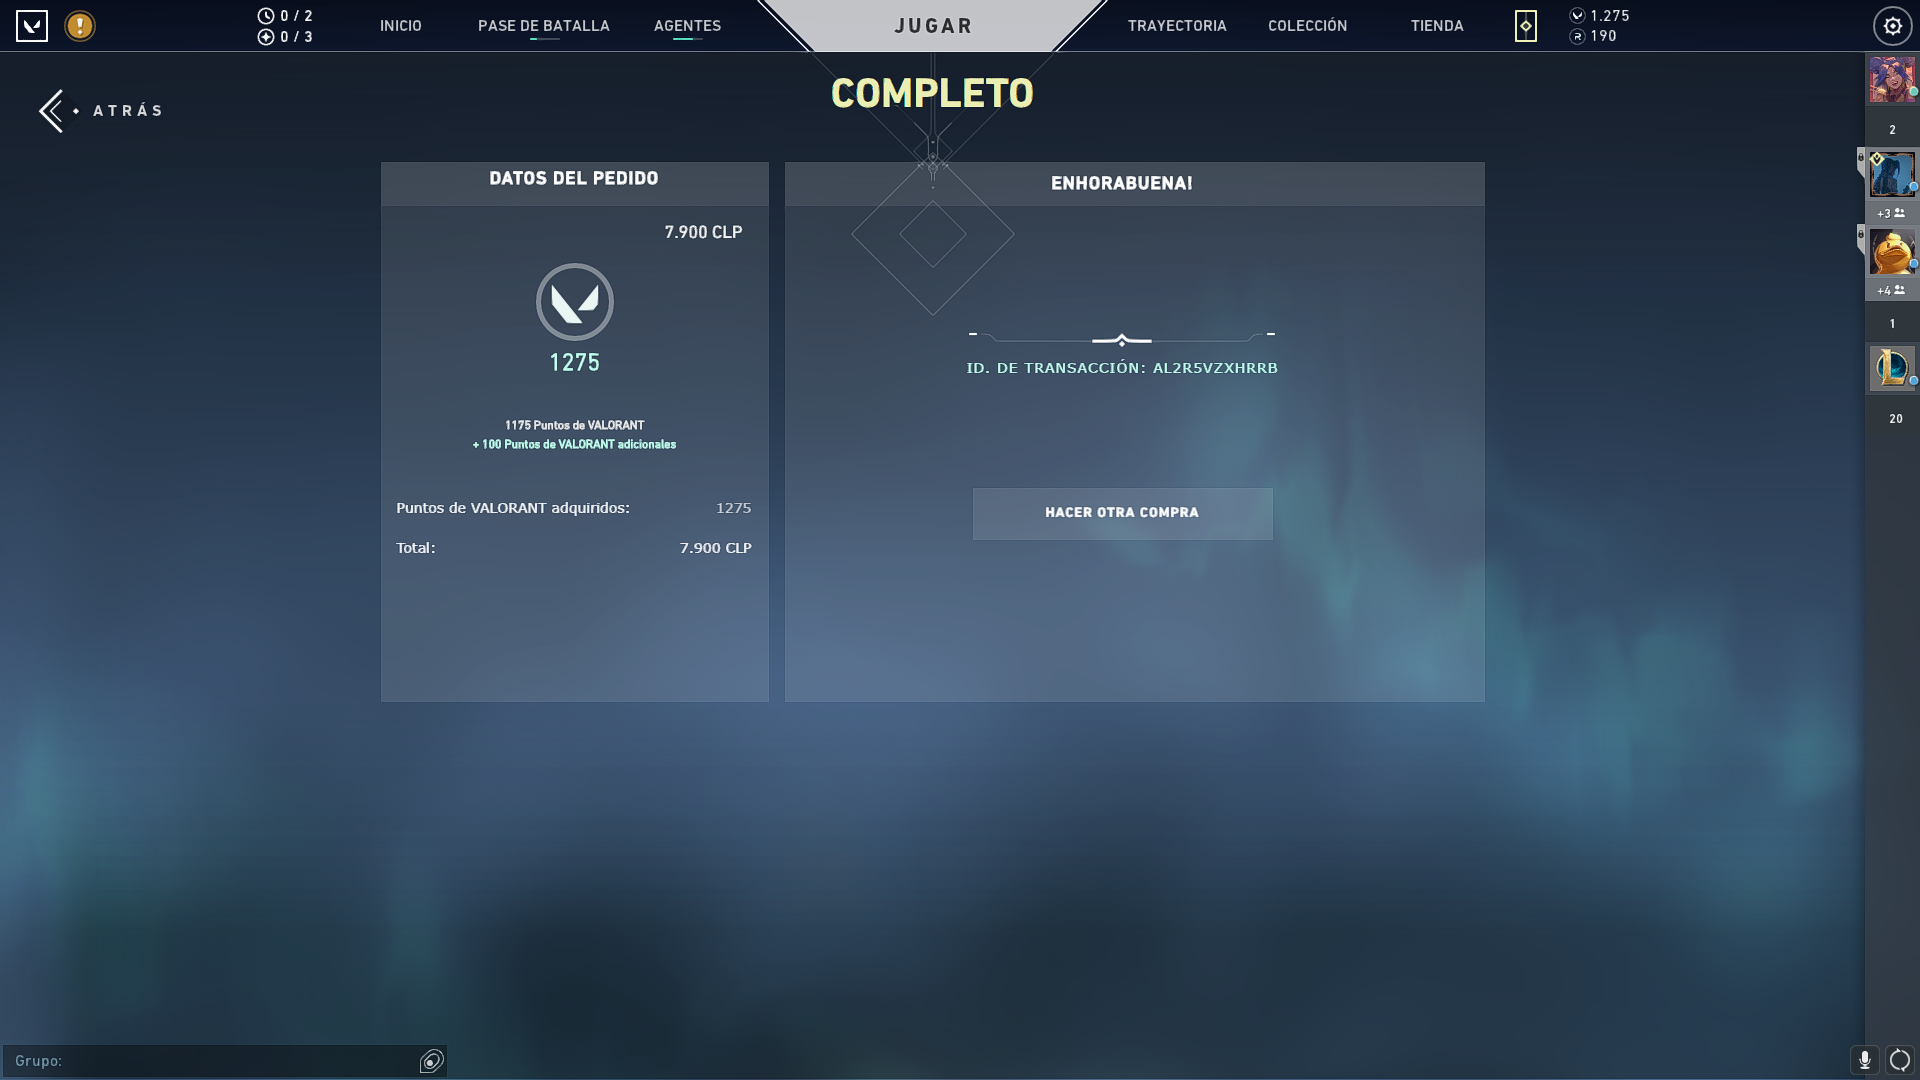 0 / 2
0 / 3
INICIO
PASE DE BATALLA
AGENTES
JUGAR
TRAYECTORIA
COLECCIÓN
TIENDA
1.275
190
ATRÁS
COMPLETO
DATOS DEL PEDIDO
7.900 CLP
1275
1175 Puntos de VALORANT
+ 100 Puntos de VALORANT adicionales
Puntos de VALORANT adquiridos: 1275
Total: 7.900 CLP
ENHORABUENA!
ID. DE TRANSACCIÓN: AL2R5VZXHRRB
HACER OTRA COMPRA
2
+3
+4
1
20
Grupo: